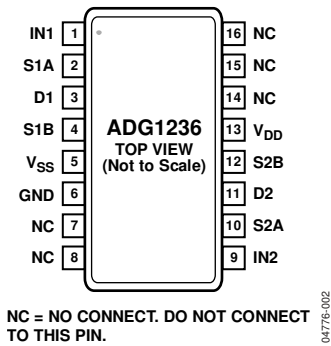 IN1 1
S1A 2
D1 3
S1B 4
VSS 5
GND 6
NC 7
NC 8
ADG1236
TOP VIEW
(Not to Scale)
16 NC
15 NC
14 NC
13 VDD
12 S2B
11 D2
10 S2A
9 IN2
NC = NO CONNECT. DO NOT CONNECT
TO THIS PIN.
04776-002